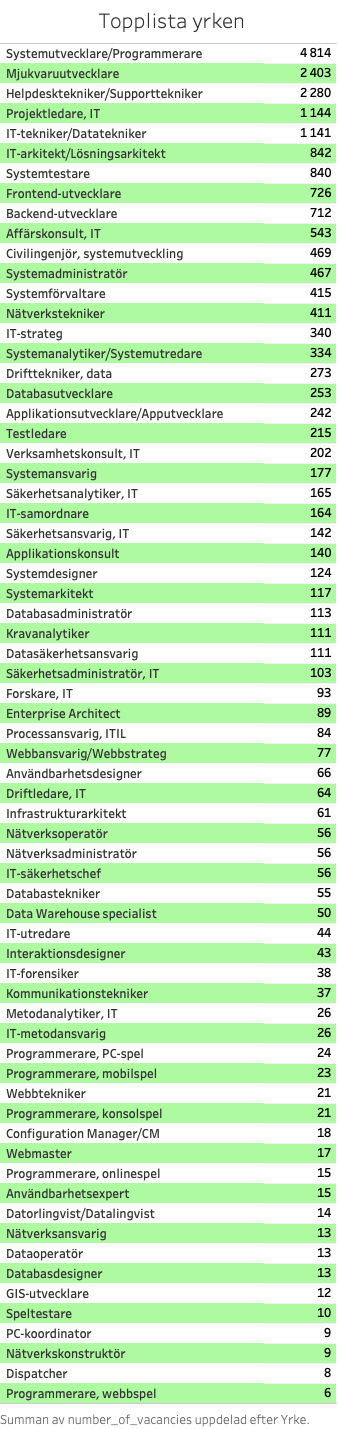 Topplista yrken
Systemutvecklare/Programmerare 4 814
Mjukvaruutvecklare 2 403
Helpdesktekniker/Supporttekniker 2 280
Projektledare, IT 1 144
IT-tekniker/Datatekniker 1 141
IT-arkitekt/Lösningsarkitekt 842
Systemtestare 840
Frontend-utvecklare 726
Backend-utvecklare 712
Affärskonsult, IT 543
Civilingenjör, systemutveckling 469
Systemadministratör 467
Systemförvaltare 415
Nätverkstekniker 411
IT-strateg 340
Systemanalytiker/Systemutredare 334
Drifttekniker, data 273
Databasutvecklare 253
Applikationsutvecklare/Apputvecklare 242
Testledare 215
Verksamhetskonsult, IT 202
Systemansvarig 177
Säkerhetsanalytiker, IT 165
IT-samordnare 164
Säkerhetsansvarig, IT 142
Applikationskonsult 140
Systemdesigner 124
Systemarkitekt 117
Databasadministratör 113
Kravanalytiker 111
Datasäkerhetsansvarig 111
Säkerhetsadministratör, IT 103
Forskare, IT 93
Enterprise Architect 89
Processansvarig, ITIL 84
Webbansvarig/Webbstrateg 77
Användbarhetsdesigner 66
Driftledare, IT 64
Infrastrukturarkitekt 61
Nätverksoperatör 56
Nätverksadministratör 56
IT-säkerhetschef 56
Databastekniker 55
Data Warehouse specialist 50
IT-utredare 44
Interaktionsdesigner 43
IT-forensiker 38
Kommunikationstekniker 37
Metodanalytiker, IT 26
IT-metodansvarig 26
Programmerare, PC-spel 24
Programmerare, mobilspel 23
Webbtekniker 21
Programmerare, konsolspel 21
Configuration Manager/CM 18
Webmaster 17
Programmerare, onlinespel 15
Användbarhetsexpert 15
Datorlingvist/Datalingvist 14
Nätverksansvarig 13
Dataoperatör 13
Databasdesigner 13
GIS-utvecklare 12
Speltestare 10
PC-koordinator 9
Nätverkskonstruktör 9
Dispatcher 8
Programmerare, webbspel 6
Summan av number_of_vacancies uppdelad efter Yrke.